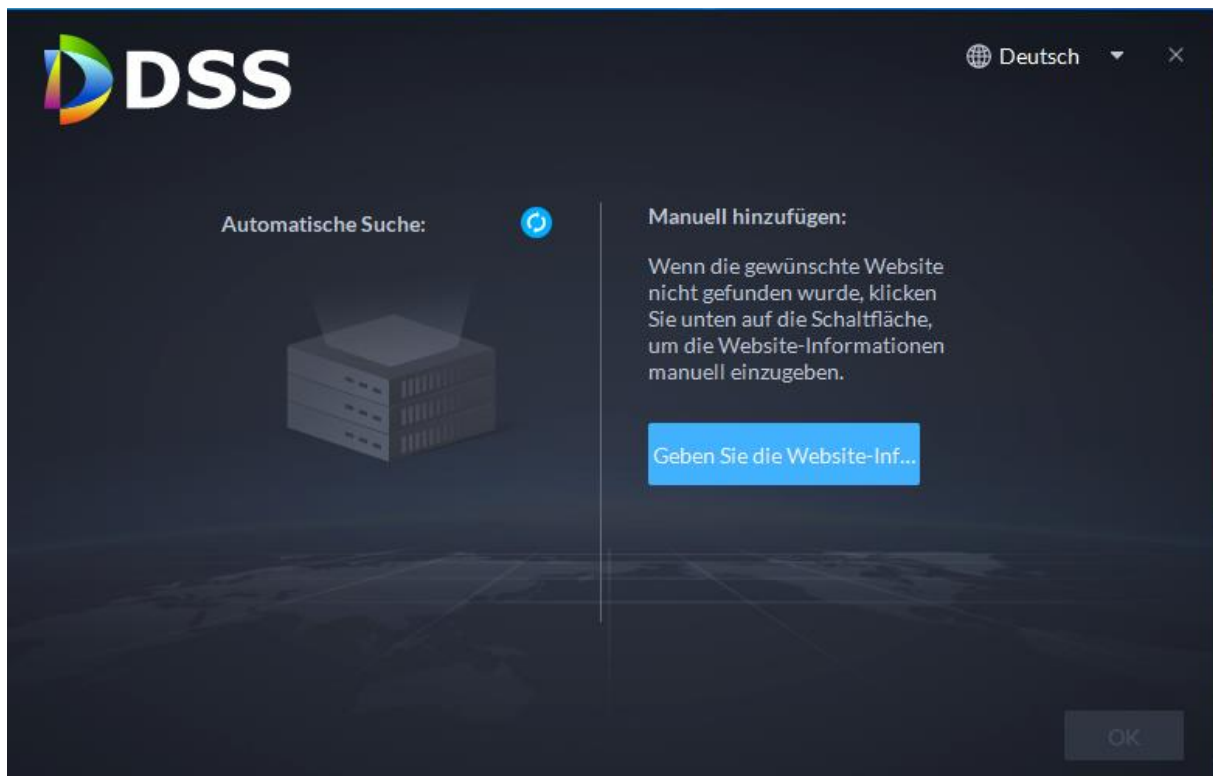 DSS
Deutsch
Automatische Suche:
Manuell hinzufügen:
Wenn die gewünschte Website
nicht gefunden wurde, klicken
Sie unten auf die Schaltfläche,
um die Website-Informationen
manuell einzugeben.
Geben Sie die Website-Inf...
OK